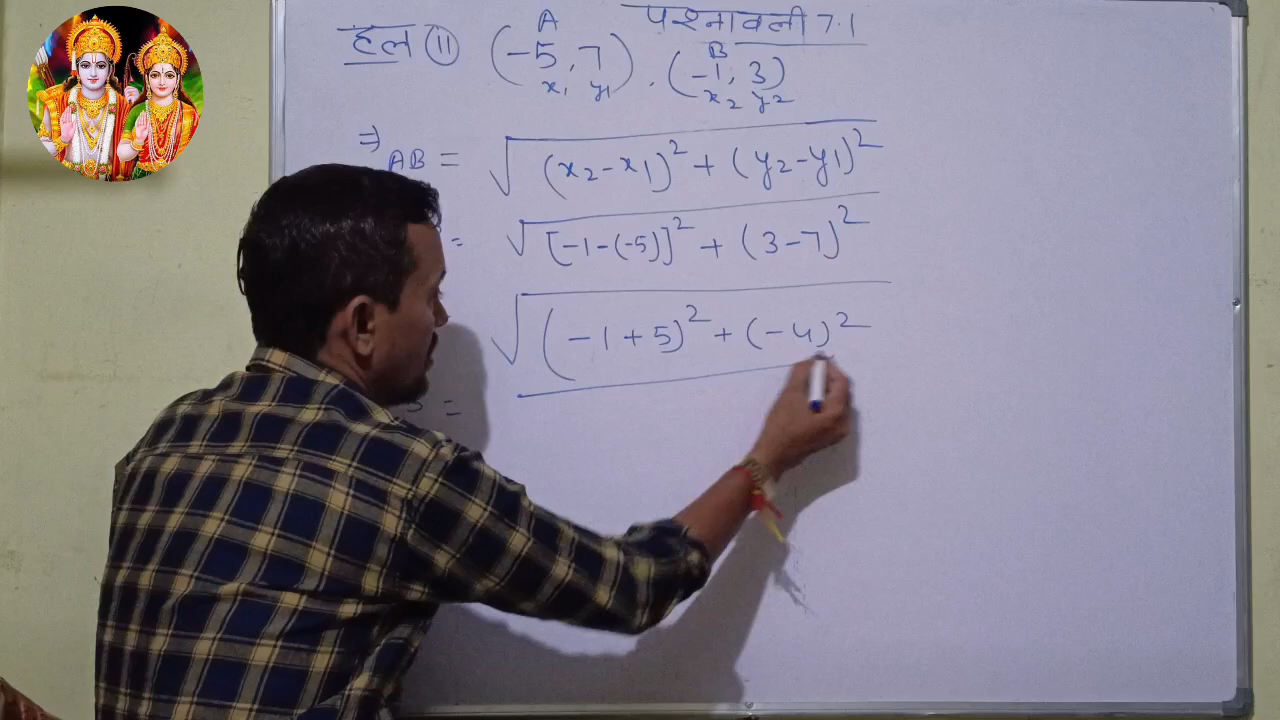 प्रश्नावली 7.1
हल (11) A (-5, 7) . B (-1, 3)
x₁ y₁ x₂ y₂
⇒ AB = √(x₂-x₁)² + (y₂-y₁)²
= √[-1-(-5)]² + (3-7)²
√(-1+5)² + (-4)²
=